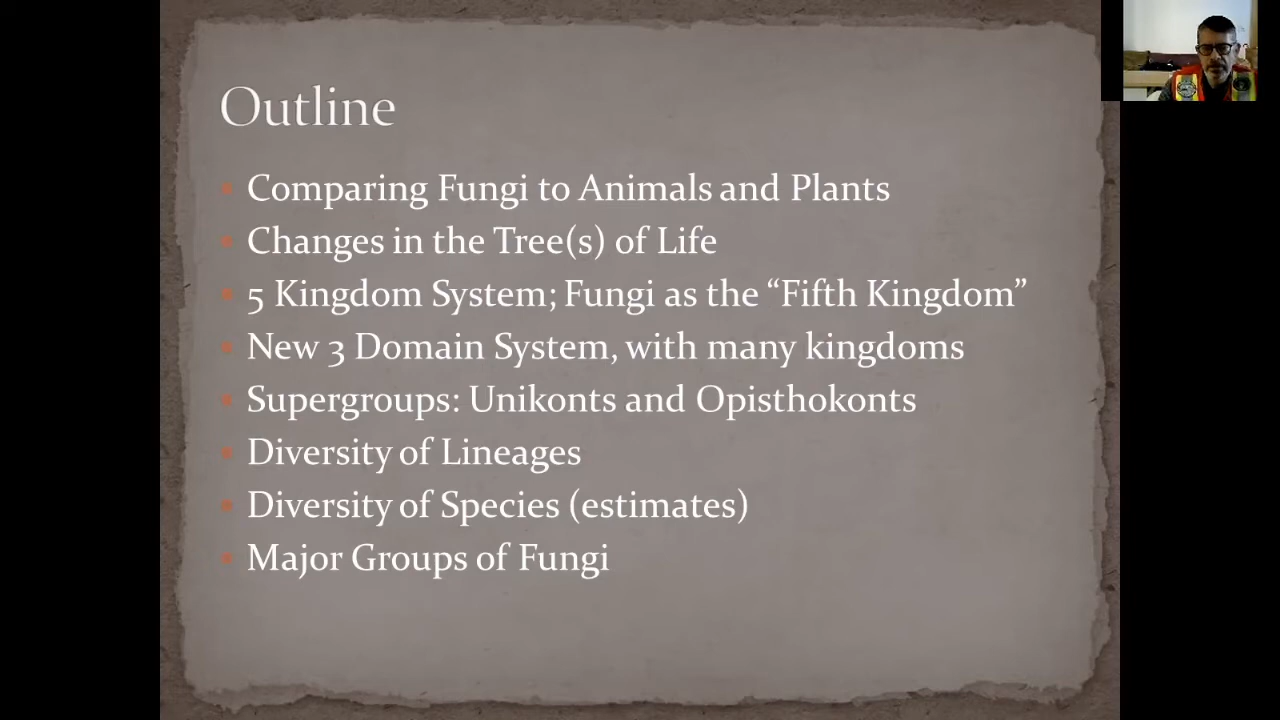 Outline
Comparing Fungi to Animals and Plants
Changes in the Tree(s) of Life
5 Kingdom System; Fungi as the “Fifth Kingdom”
New 3 Domain System, with many kingdoms
Supergroups: Unikonts and Opisthokonts
Diversity of Lineages
Diversity of Species (estimates)
Major Groups of Fungi